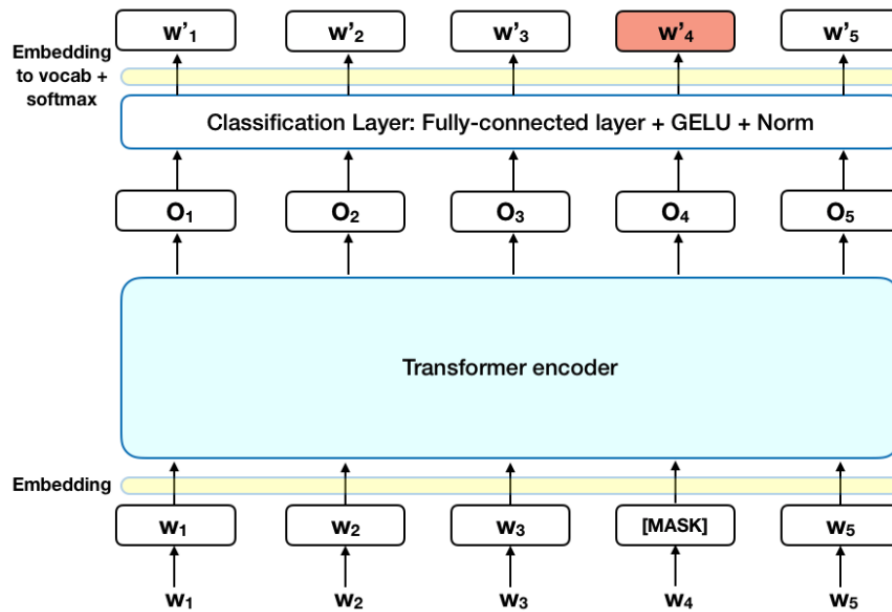 w'₁ w'₂ w'₃ w'₄ w'₅
Embedding
to vocab +
softmax
Classification Layer: Fully-connected layer + GELU + Norm
O₁ O₂ O₃ O₄ O₅
Transformer encoder
Embedding
w₁ w₂ w₃ [MASK] w₅
w₁ w₂ w₃ w₄ w₅